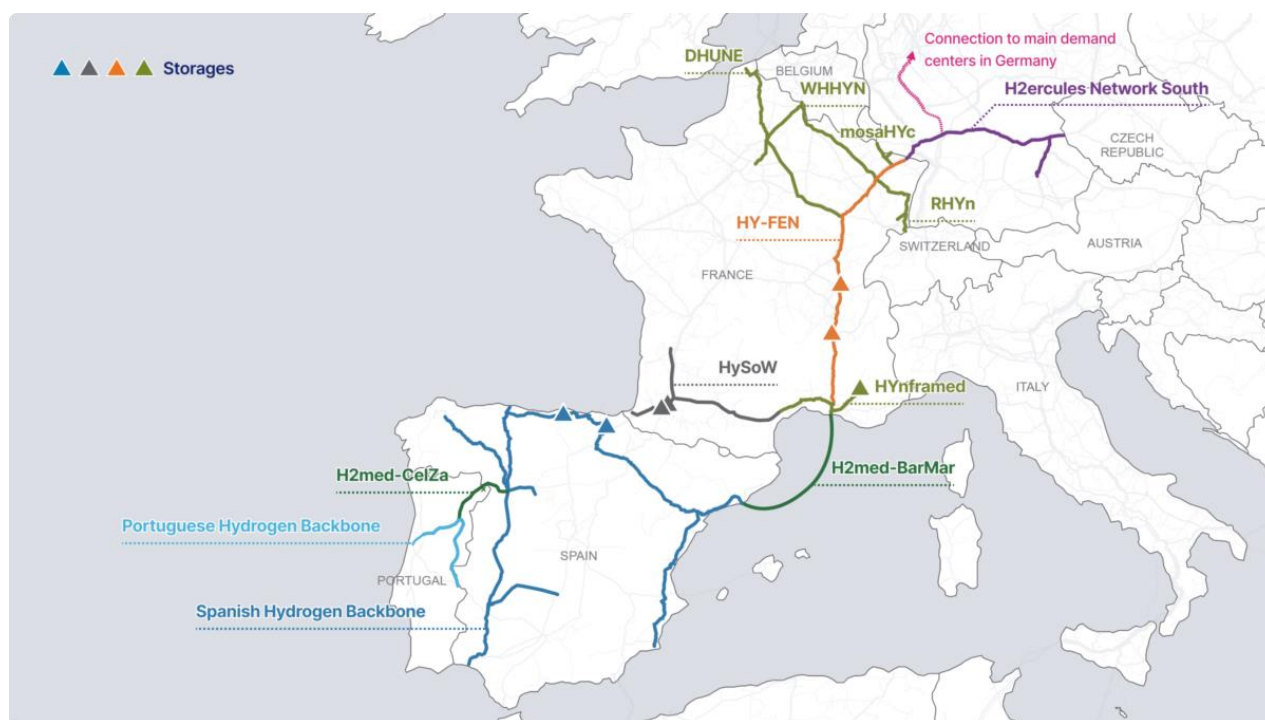 Storages
DHUNE
BELGIUM
WHHYN
mosaHYc
Connection to main demand
centers in Germany
H2ercules Network South
CZECH
REPUBLIC
RHYn
HY-FEN
SWITZERLAND
AUSTRIA
FRANCE
HySoW
HYnframed
ITALY
H2med-CelZa
H2med-BarMar
Portuguese Hydrogen Backbone
SPAIN
PORTUGAL
Spanish Hydrogen Backbone